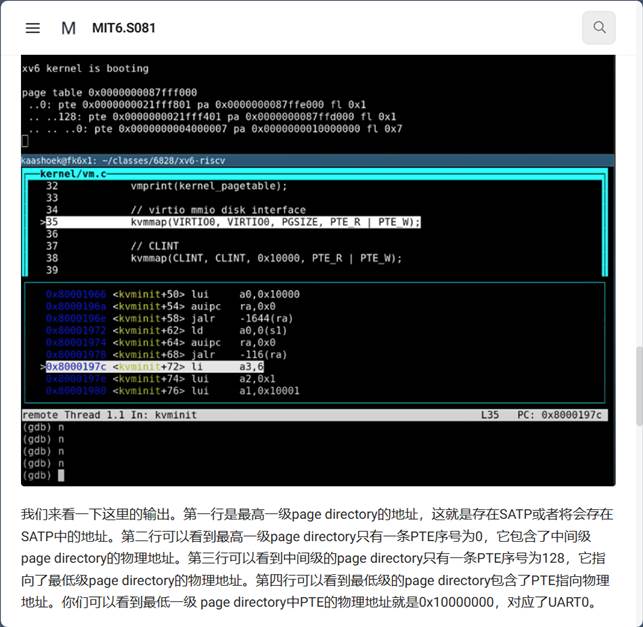 MIT6.S081
xv6 kernel is booting
page table 0x0000000087fff000
..0: pte 0x0000000021fff801 pa 0x0000000087ffe000 fl 0x1
.. ..128: pte 0x0000000021fff401 pa 0x0000000087ffd000 fl 0x1
.. .. ..0: pte 0x0000000004000007 pa 0x0000000010000000 fl 0x7
kaashoek@fk6x1: ~/classes/6828/xv6-riscv
kernel/vm.c
32 vmprint(kernel_pagetable);
33
34 // virtio mmio disk interface
>35 kvmmap(VIRTIO0, VIRTIO0, PGSIZE, PTE_R | PTE_W);
36
37 // CLINT
38 kvmmap(CLINT, CLINT, 0x10000, PTE_R | PTE_W);
39
0x80001966 <kvminit+50> lui a0,0x10000
0x8000196a <kvminit+54> auipc ra,0x0
0x8000196e <kvminit+58> jalr -1644(ra)
0x80001972 <kvminit+62> ld a0,0(s1)
0x80001974 <kvminit+64> auipc ra,0x0
0x80001978 <kvminit+68> jalr -116(ra)
>0x8000197c <kvminit+72> li a3,6
0x8000197e <kvminit+74> lui a2,0x1
0x80001980 <kvminit+76> lui a1,0x10001
remote Thread 1.1 In: kvminit L35 PC: 0x8000197c
(gdb) n
(gdb) n
(gdb) n
(gdb) n
(gdb)
我们来看一下这里的输出。第一行是最高一级page directory的地址，这就是存在SATP或者将会存在
SATP中的地址。第二行可以看到最高一级page directory只有一条PTE序号为0，它包含了中间级
page directory的物理地址。第三行可以看到中间级的page directory只有一条PTE序号为128，它指
向了最低级page directory的物理地址。第四行可以看到最低级的page directory包含了PTE指向物理
地址。你们可以看到最低一级 page directory中PTE的物理地址就是0x10000000，对应了UART0。